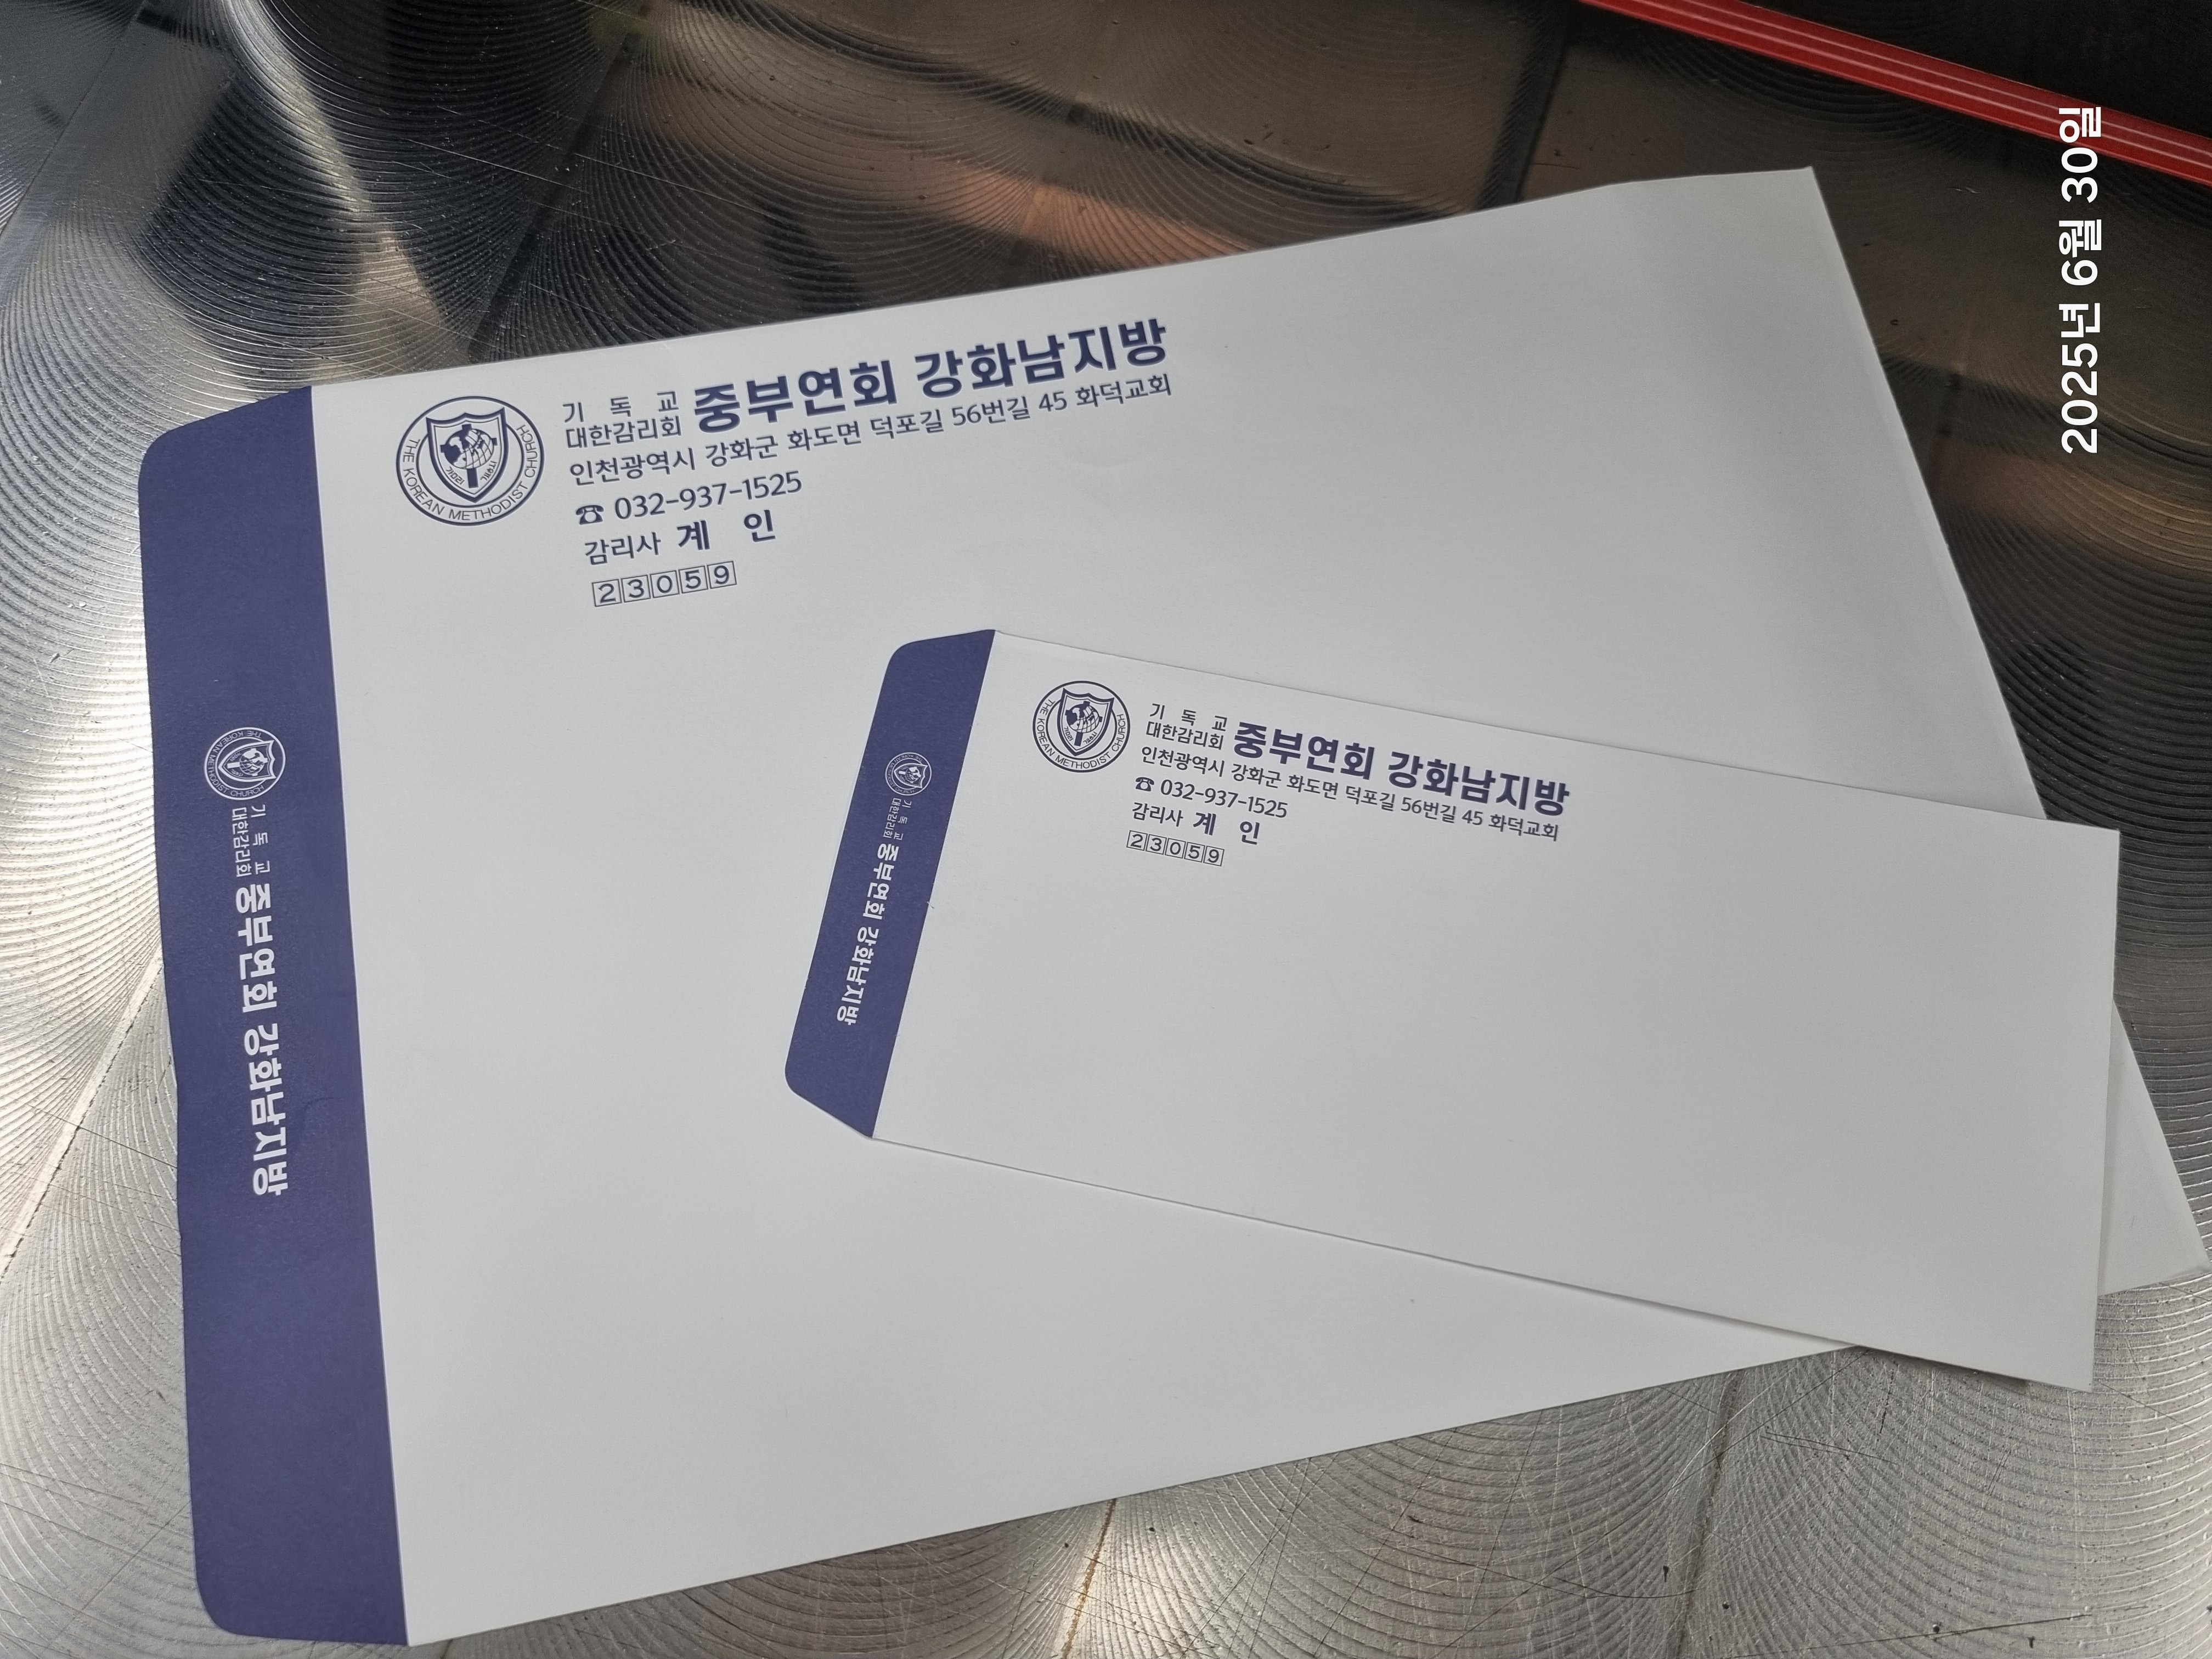 2025년 6월 30일
THE KOREAN METHODIST CHURCH
기독교
대한감리회
중부연회 강화남지방
인천광역시 강화군 화도면 덕포길 56번길 45 화덕교회
☎ 032-937-1525
감리사 계 인
23059
THE KOREAN METHODIST CHURCH
기독교
대한감리회
중부연회 강화남지방
THE KOREAN METHODIST CHURCH
기독교
대한감리회
중부연회 강화남지방
인천광역시 강화군 화도면 덕포길 56번길 45 화덕교회
☎ 032-937-1525
감리사 계 인
23059
기독교
대한감리회
중부연회 강화남지방